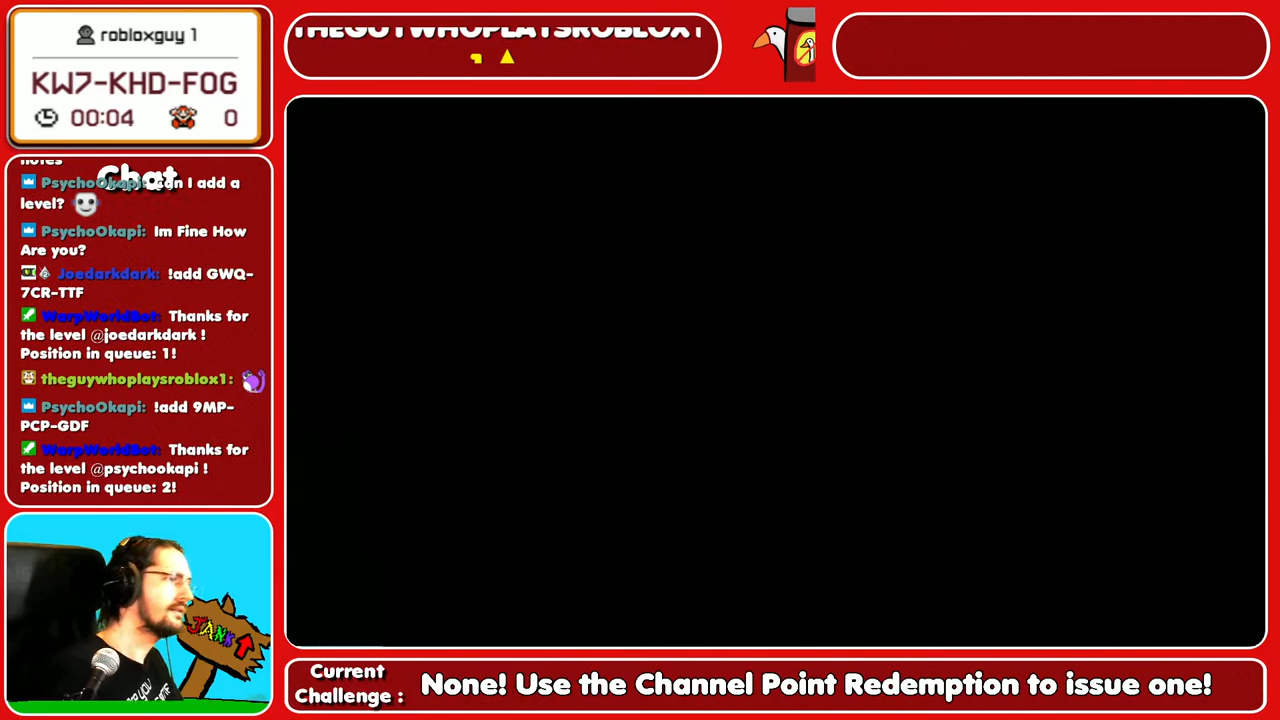 robloxguy 1
KW7-KHD-FOG
00:04
0
THEGUYWHOPLAYSROBLOX1
Chat
notes
PsychoOkapi: can I add a
level?
PsychoOkapi: Im Fine How
Are you?
Joedarkdark: !add GWQ-
7CR-TTF
WarpWorldBot: Thanks for
the level @joedarkdark !
Position in queue: 1!
theguywhoplaysroblox1:
PsychoOkapi: !add 9MP-
PCP-GDF
WarpWorldBot: Thanks for
the level @psychookapi !
Position in queue: 2!
JANK
Current
Challenge :
None! Use the Channel Point Redemption to issue one!